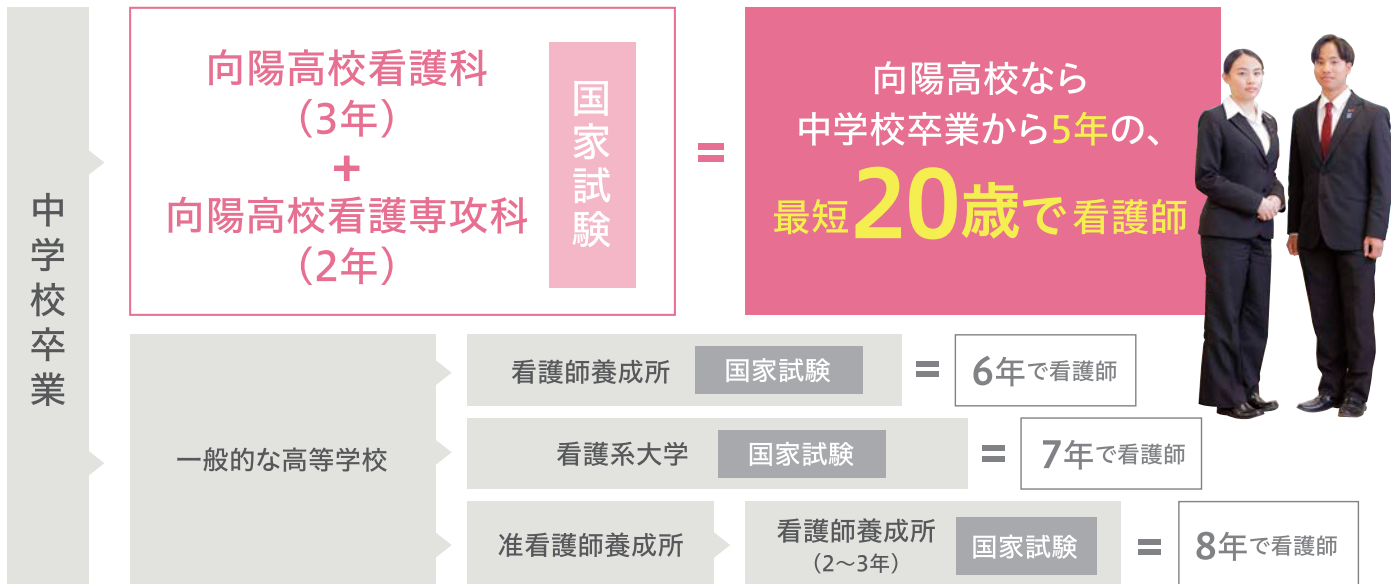 中学校卒業
向陽高校看護科
（3年）
+
向陽高校看護専攻科
（2年）
国家試験
=
向陽高校なら
中学校卒業から5年の、
最短20歳で看護師
一般的な高等学校
看護師養成所 国家試験 = 6年で看護師
看護系大学 国家試験 = 7年で看護師
准看護師養成所 看護師養成所 国家試験 = 8年で看護師
（2〜3年）